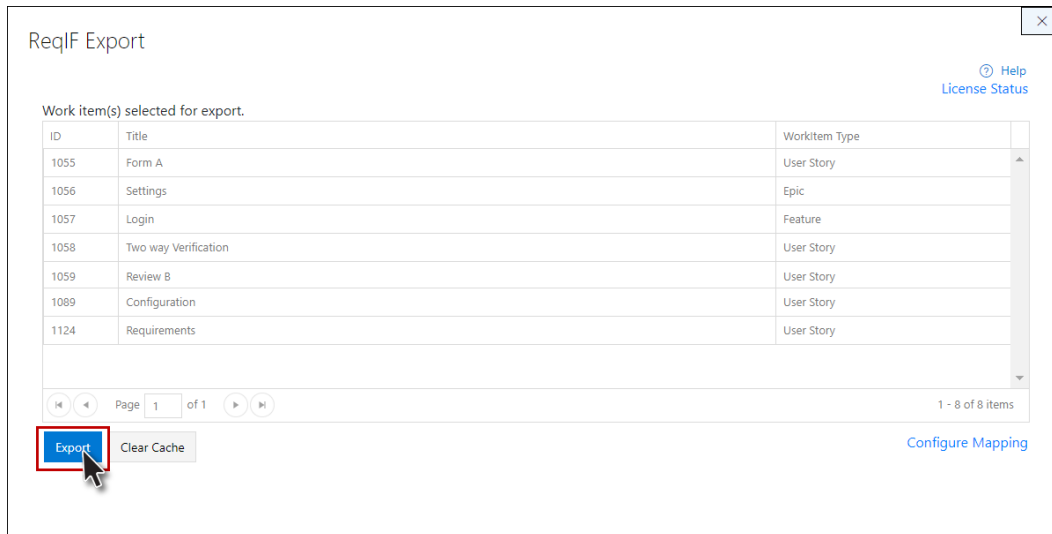 ReqIF Export
Help
License Status
Work item(s) selected for export.
ID Title WorkItem Type
1055 Form A User Story
1056 Settings Epic
1057 Login Feature
1058 Two way Verification User Story
1059 Review B User Story
1089 Configuration User Story
1124 Requirements User Story
Page 1 of 1 1 - 8 of 8 items
Export Clear Cache Configure Mapping